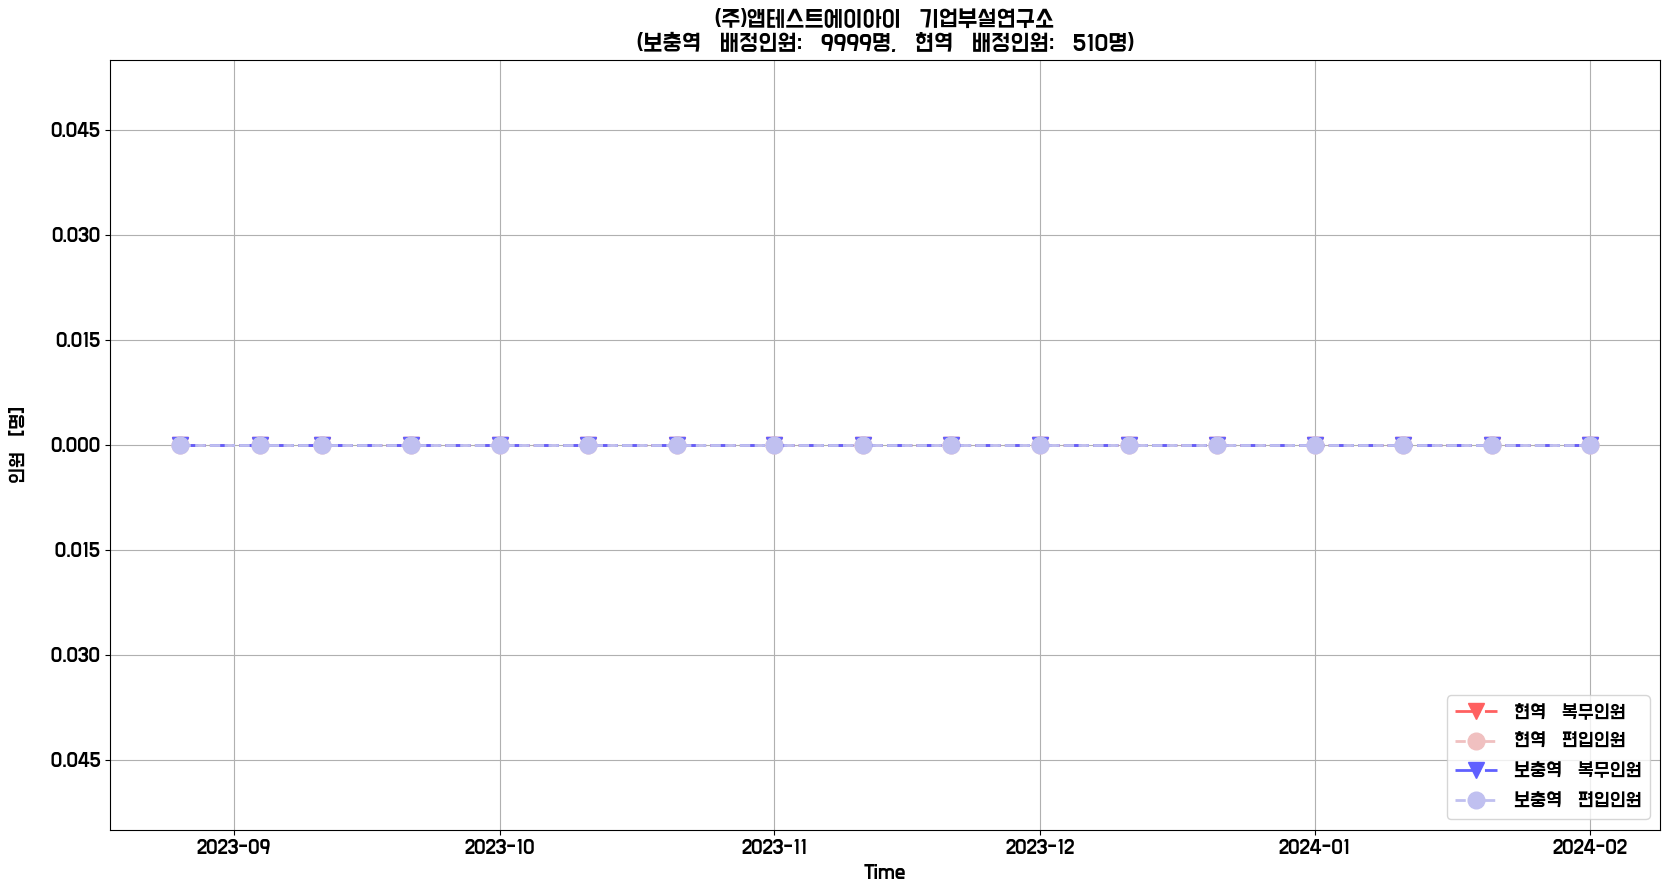 (주)앱테스트에이아이 기업부설연구소
(보충역 배정인원: 9999명, 현역 배정인원: 510명)
0.045
0.030
0.015
0.000
0.015
0.030
0.045
인원 [명]
현역 복무인원
현역 편입인원
보충역 복무인원
보충역 편입인원
2023-09 2023-10 2023-11 2023-12 2024-01 2024-02
Time